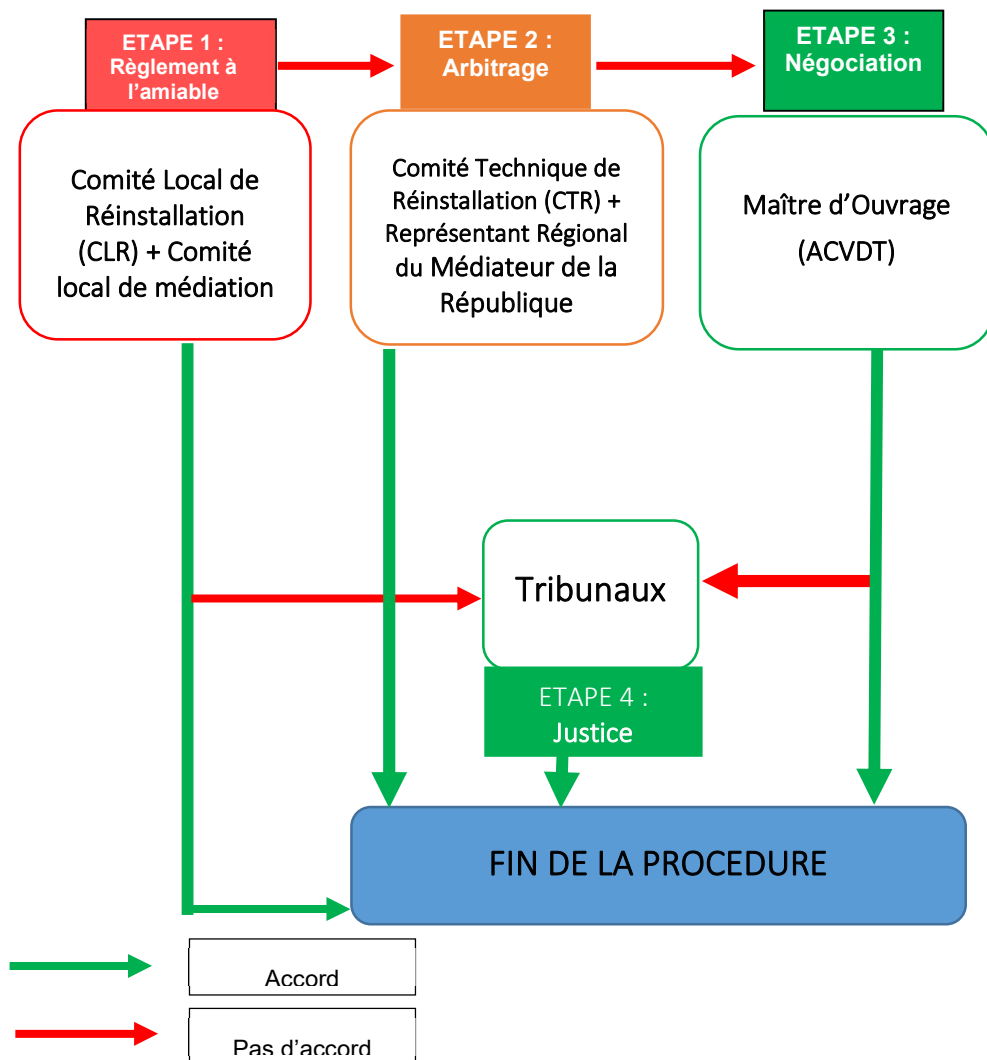 ETAPE 1 :
Règlement à
l'amiable
ETAPE 2 :
Arbitrage
ETAPE 3 :
Négociation
Comité Local de
Réinstallation
(CLR) + Comité
local de médiation
Comité Technique de
Réinstallation (CTR) +
Représentant Régional
du Médiateur de la
République
Maître d'Ouvrage
(ACVDT)
Tribunaux
ETAPE 4 :
Justice
FIN DE LA PROCEDURE
Accord
Pas d'accord